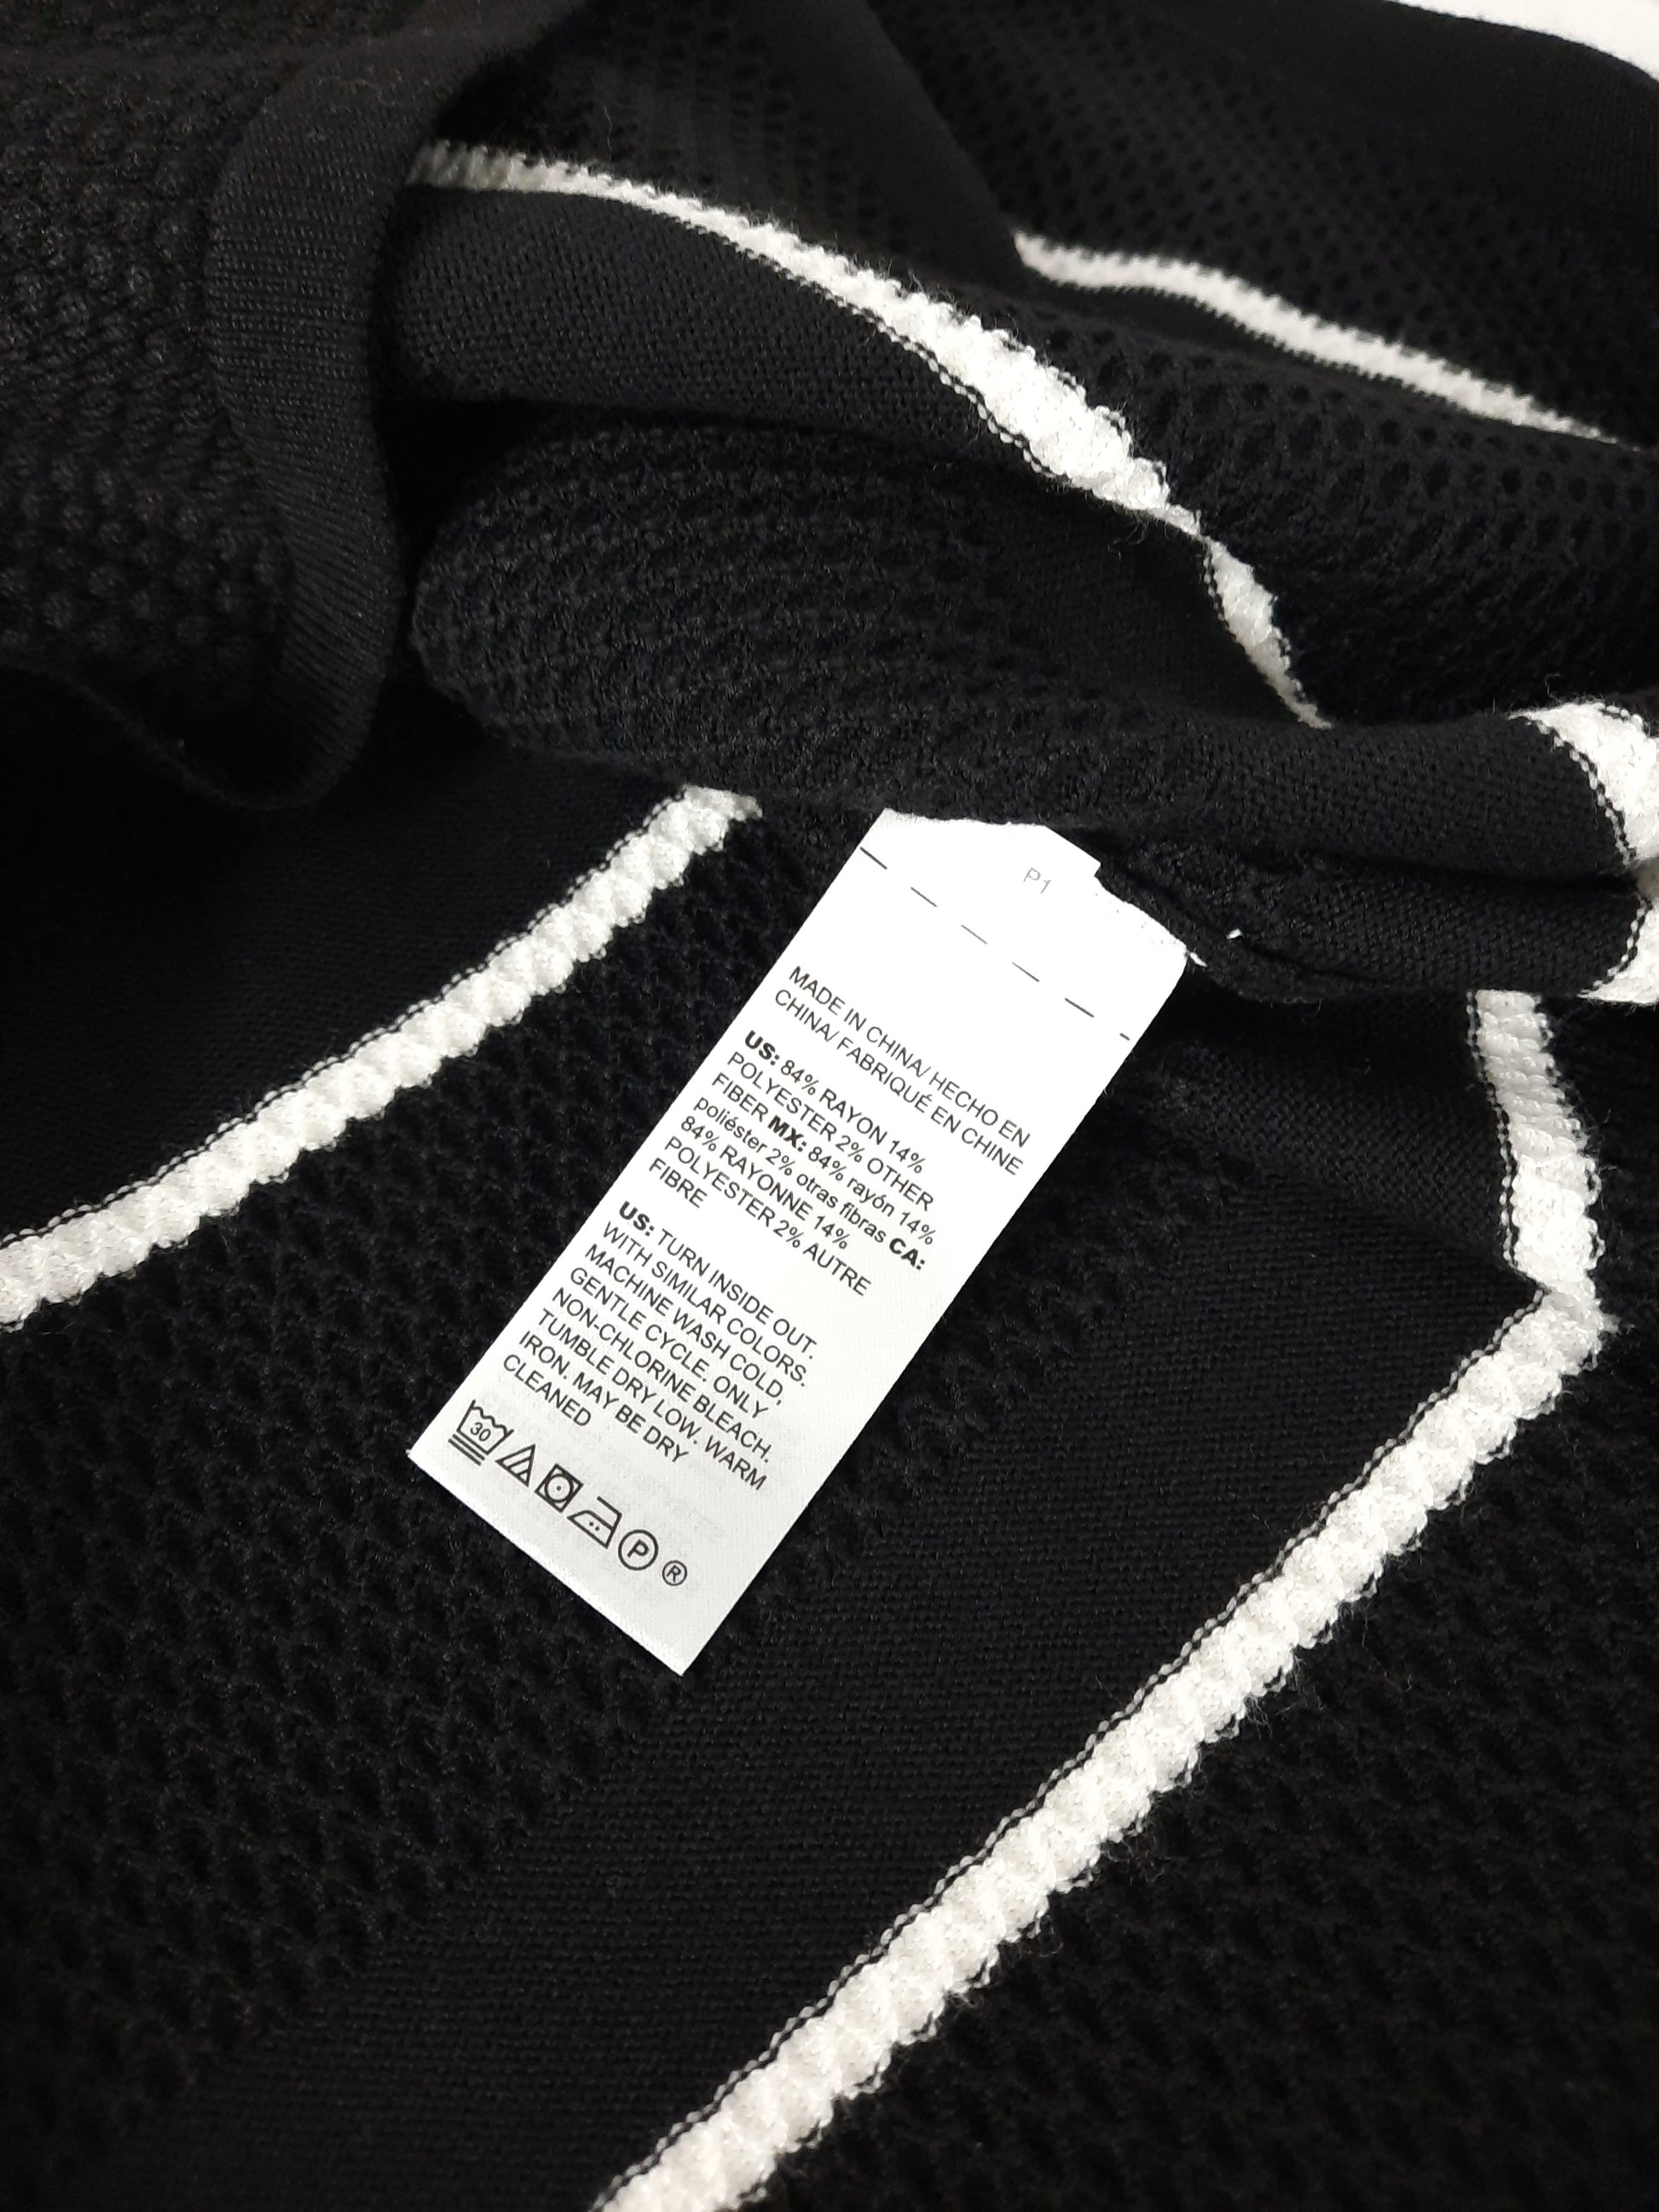 P1
MADE IN CHINA/ HECHO EN
CHINA/ FABRIQUÉ EN CHINE
US: 84% RAYON 14%
POLYESTER 2% OTHER
FIBER MX: 84% rayón 14%
poliéster 2% otras fibras CA:
84% RAYONNE 14%
POLYESTER 2% AUTRE
FIBRE
US: TURN INSIDE OUT.
WITH SIMILAR COLORS.
MACHINE WASH COLD,
GENTLE CYCLE. ONLY
NON-CHLORINE BLEACH.
TUMBLE DRY LOW. WARM
IRON. MAY BE DRY
CLEANED
30 P ®